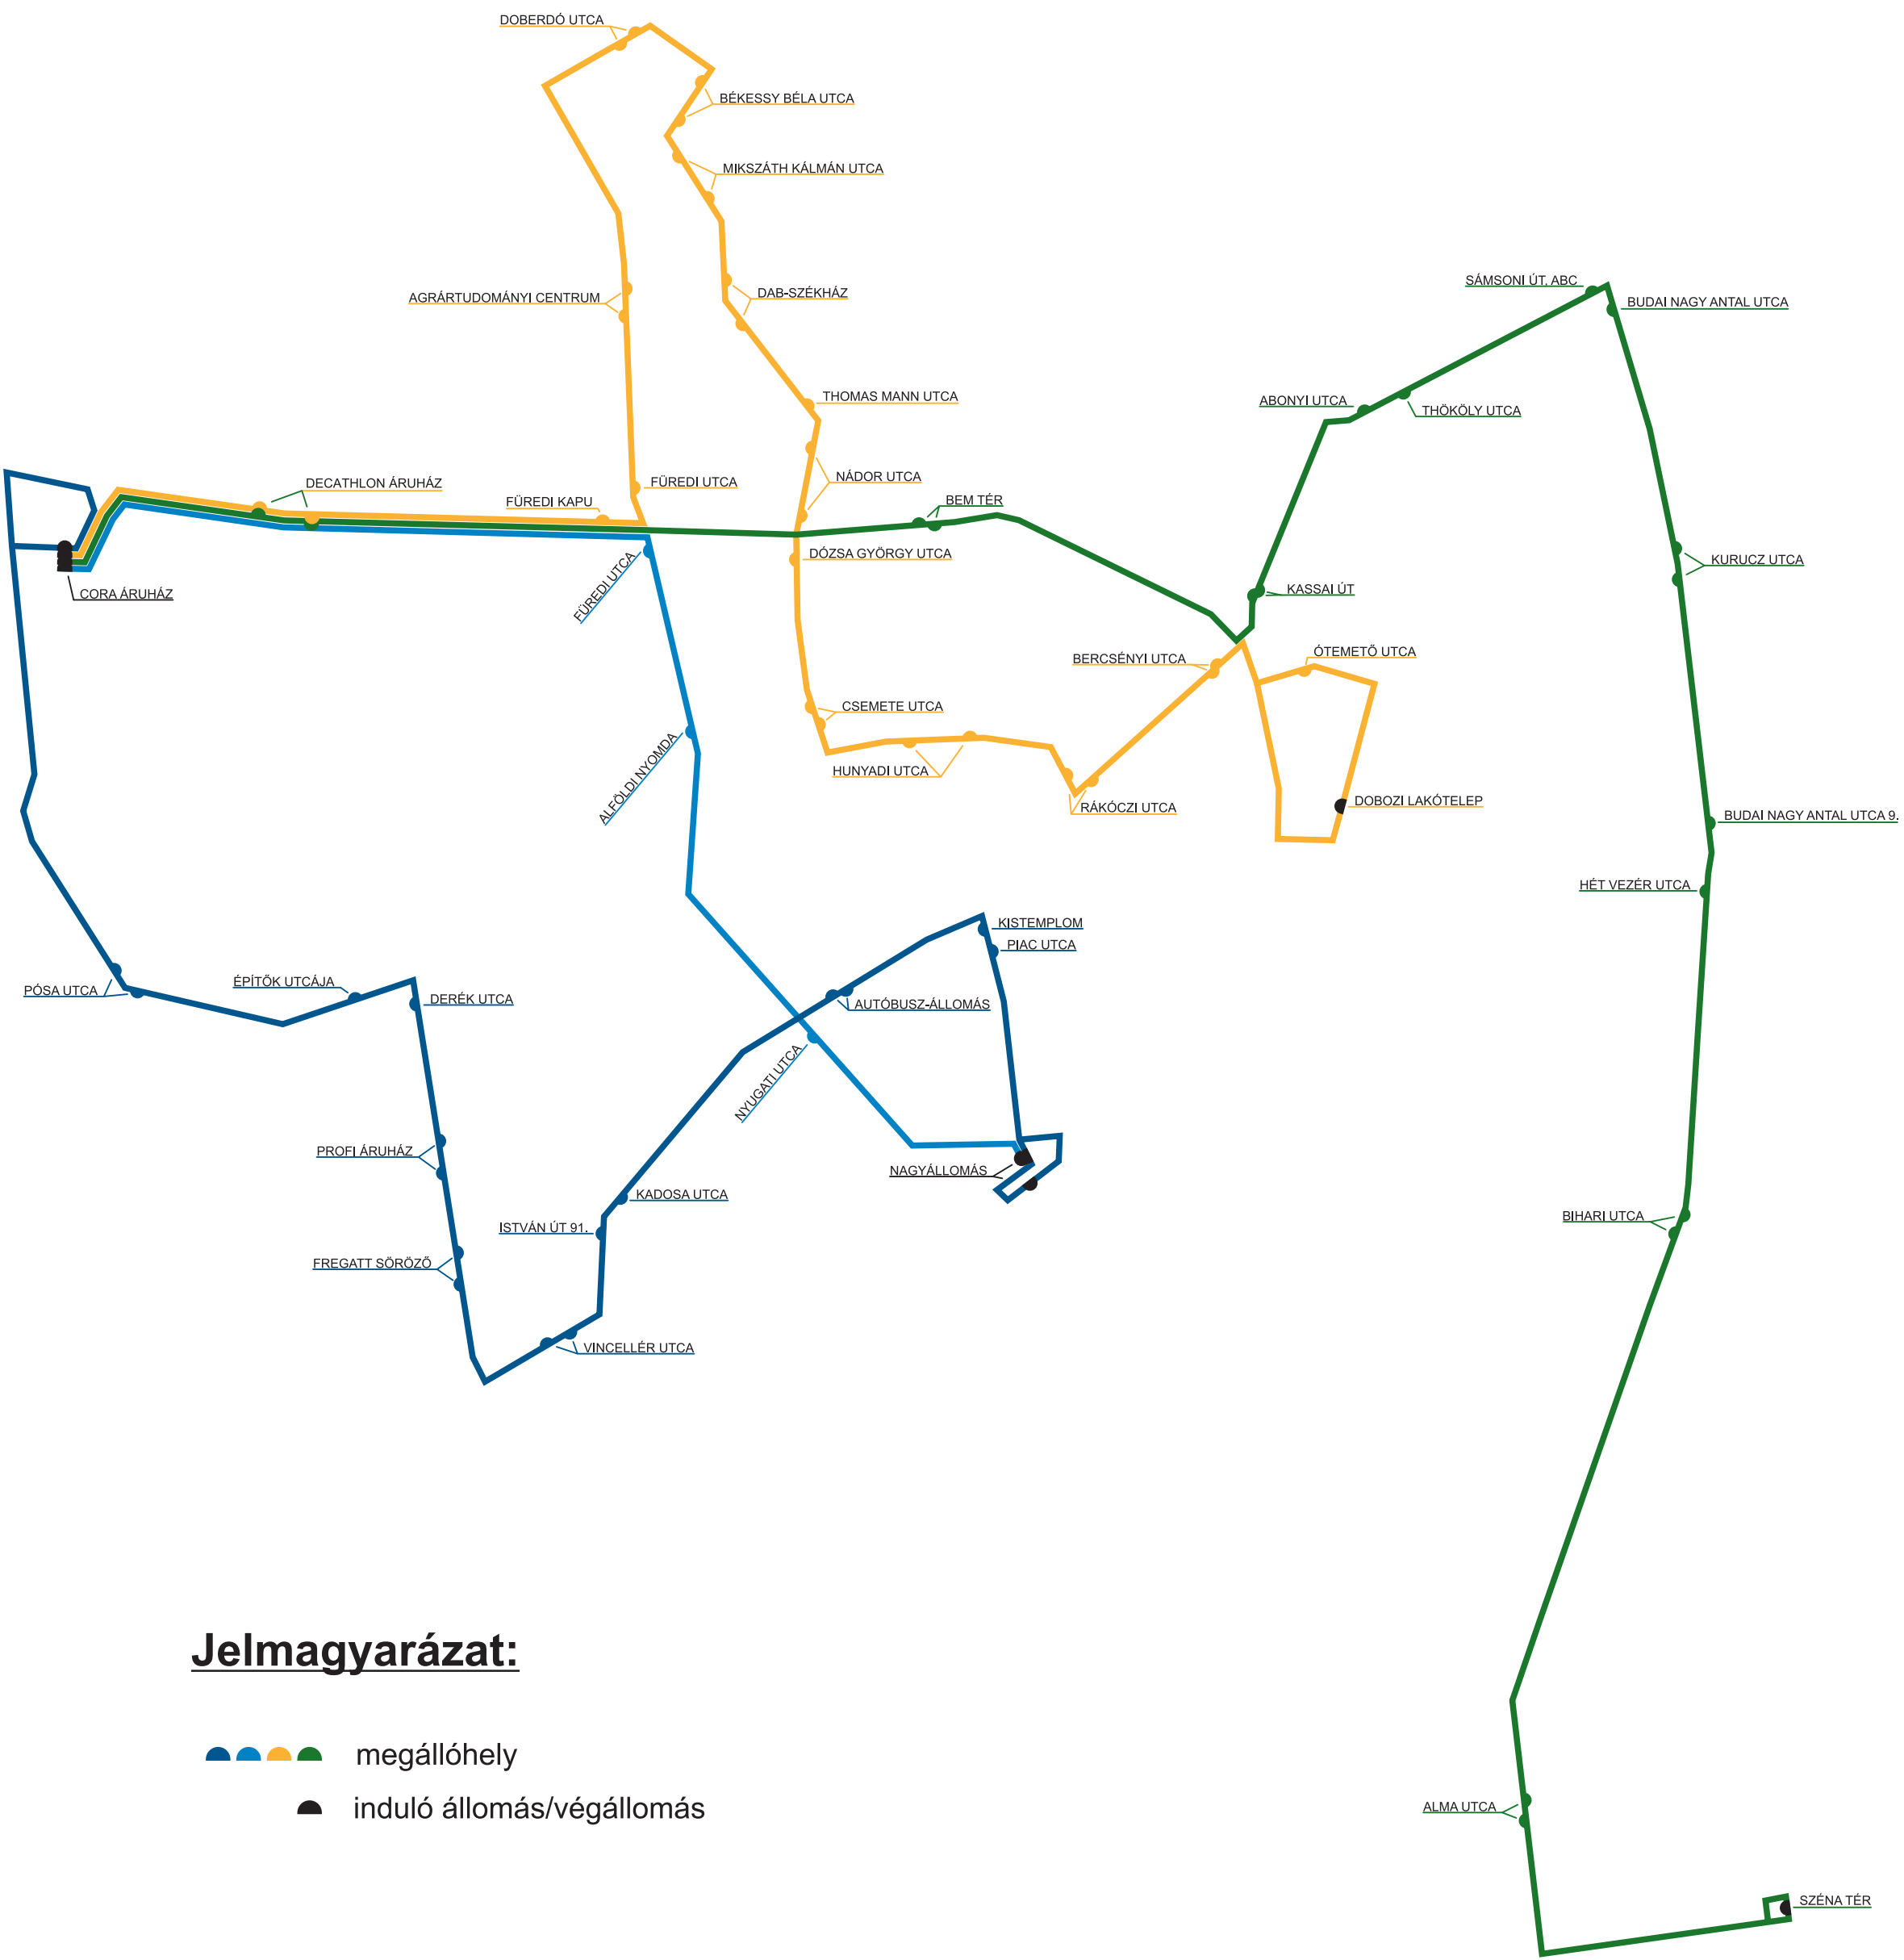 DOBERDÓ UTCA
BÉKESSY BÉLA UTCA
MIKSZÁTH KÁLMÁN UTCA
AGRÁRTUDOMÁNYI CENTRUM
DAB-SZÉKHÁZ
SÁMSONI ÚT. ABC
BUDAI NAGY ANTAL UTCA
THOMAS MANN UTCA
ABONYI UTCA
THÖKÖLY UTCA
DECATHLON ÁRUHÁZ
FÜREDI KAPU
FÜREDI UTCA
NÁDOR UTCA
BEM TÉR
DÓZSA GYÖRGY UTCA
KURUCZ UTCA
CORA ÁRUHÁZ
FÜREDI UTCA
KASSAI ÚT
BERCSÉNYI UTCA
ÓTEMETŐ UTCA
CSEMETE UTCA
ALFÖLDI NYOMDA
HUNYADI UTCA
RÁKÓCZI UTCA
DOBOZI LAKÓTELEP
BUDAI NAGY ANTAL UTCA 9.
HÉT VEZÉR UTCA
KISTEMPLOM
PIAC UTCA
PÓSA UTCA
ÉPÍTŐK UTCÁJA
DERÉK UTCA
AUTÓBUSZ-ÁLLOMÁS
NYUGATI UTCA
PROFI ÁRUHÁZ
NAGYÁLLOMÁS
KADOSA UTCA
ISTVÁN ÚT 91.
BIHARI UTCA
FREGATT SÖRÖZŐ
VINCELLÉR UTCA
Jelmagyarázat:
megállóhely
induló állomás/végállomás
ALMA UTCA
SZÉNA TÉR